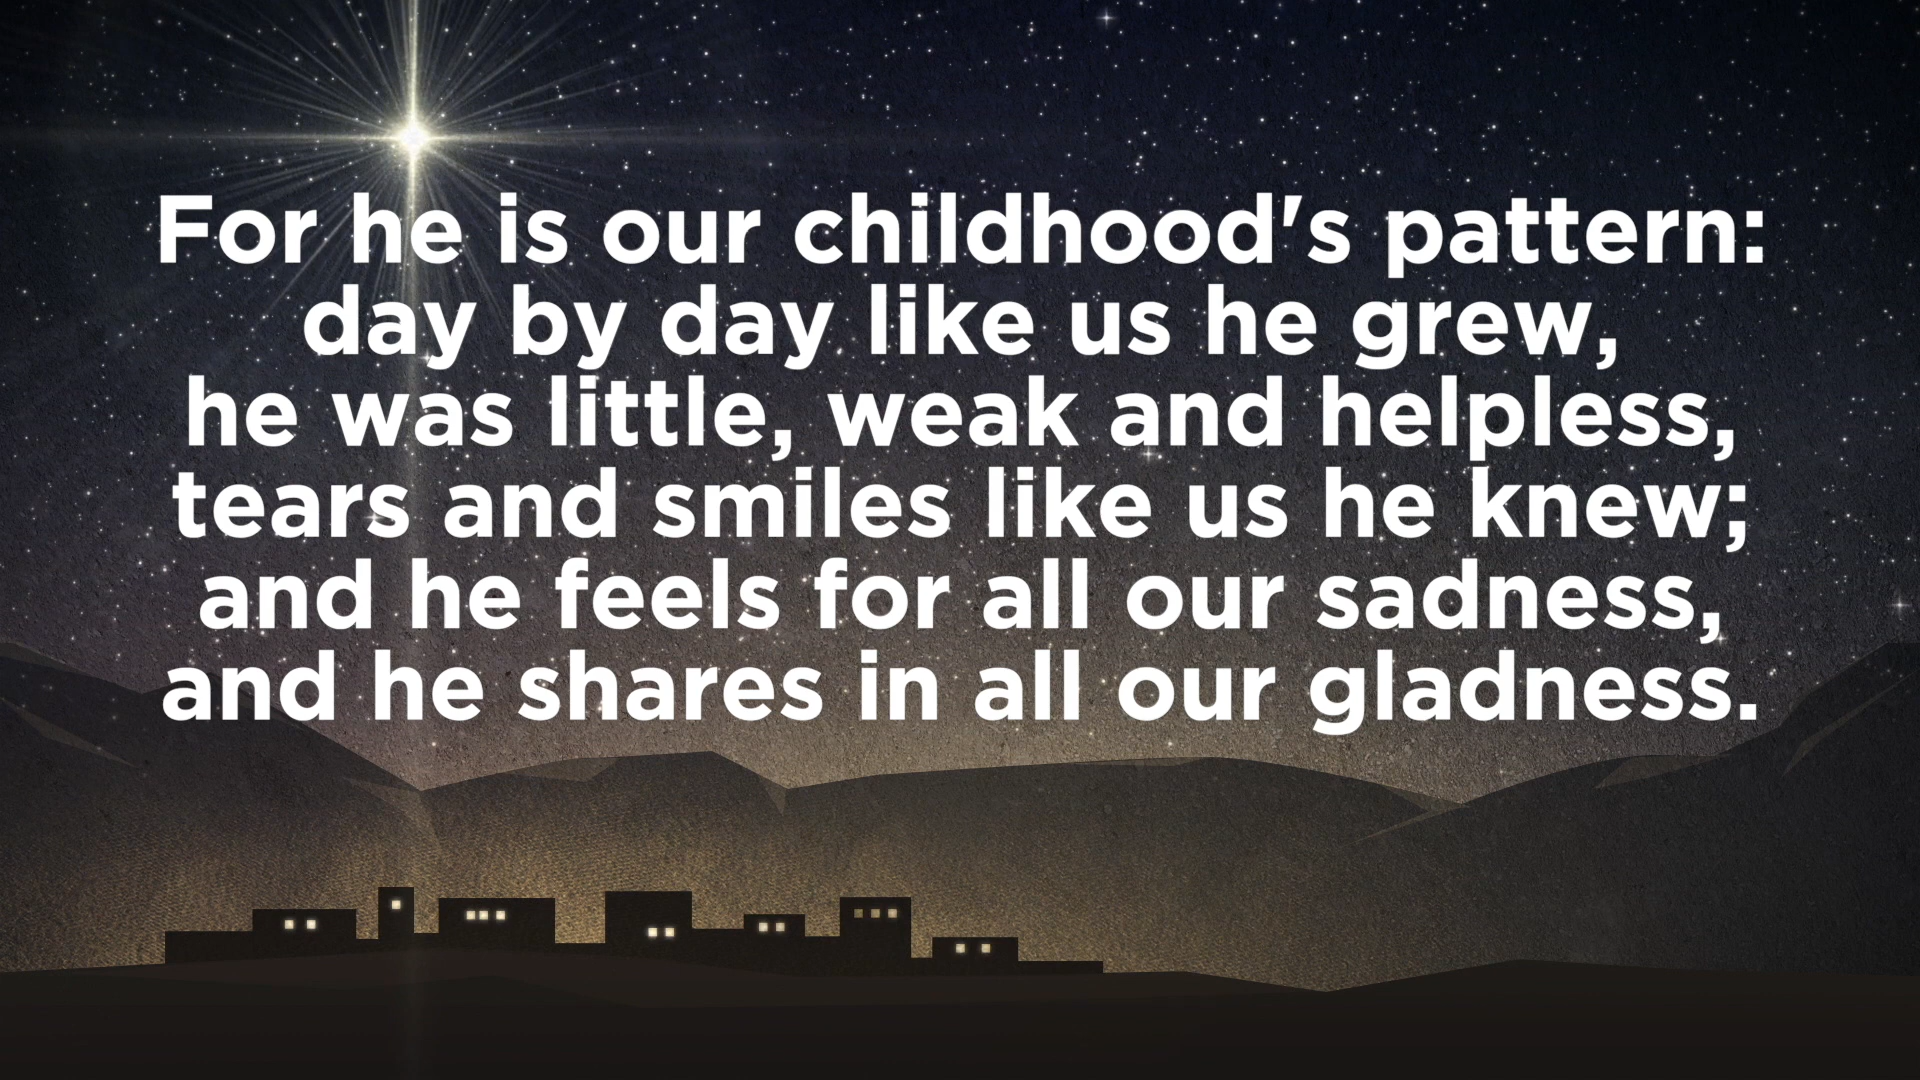 For he is our childhood's pattern:
day by day like us he grew,
he was little, weak and helpless,
tears and smiles like us he knew;
and he feels for all our sadness,
and he shares in all our gladness.